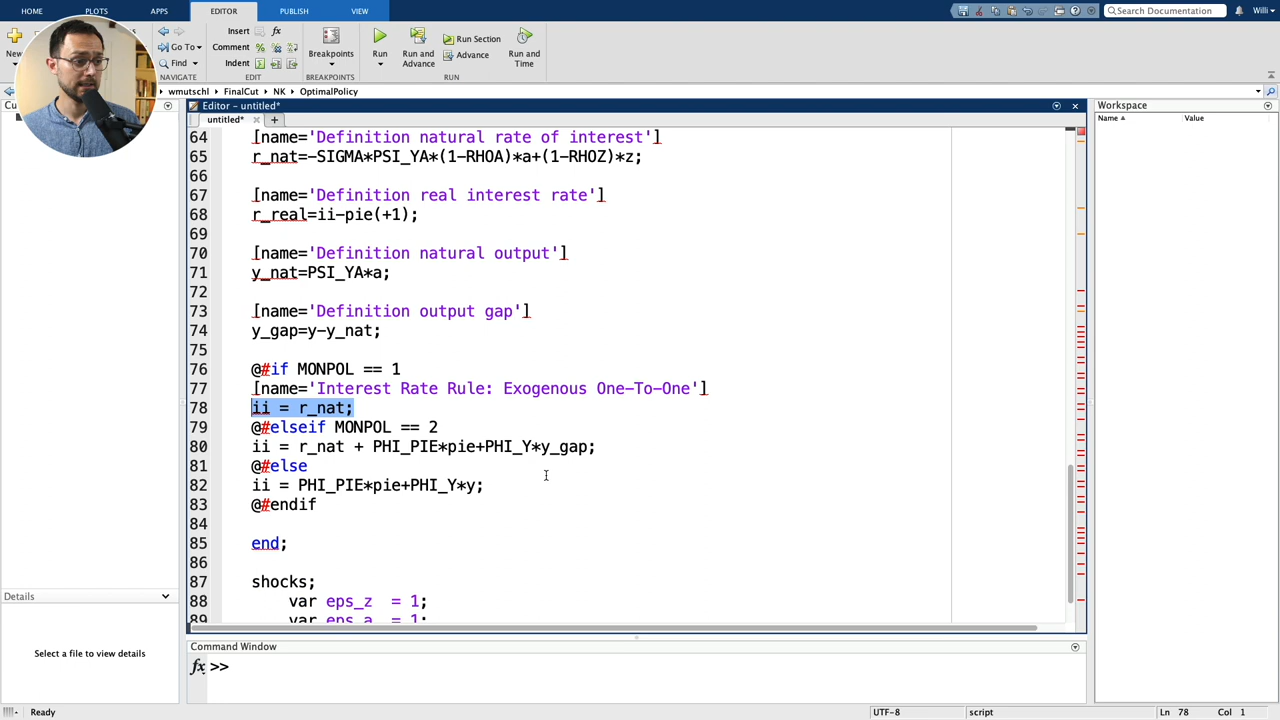 HOME PLOTS APPS EDITOR PUBLISH VIEW
Search Documentation
Willi
New
Go To
Find
NAVIGATE
Insert
fx
Comment
Indent
EDIT
Breakpoints
BREAKPOINTS
Run
Run and Advance
Run Section
Advance
Run and Time
RUN
wmutschl FinalCut NK OptimalPolicy
Cu
Editor - untitled*
Workspace
untitled*
Name
Value
64 [name='Definition natural rate of interest']
65 r_nat=-SIGMA*PSI_YA*(1-RHOA)*a+(1-RHOZ)*z;
66
67 [name='Definition real interest rate']
68 r_real=ii-pie(+1);
69
70 [name='Definition natural output']
71 y_nat=PSI_YA*a;
72
73 [name='Definition output gap']
74 y_gap=y-y_nat;
75
76 @#if MONPOL == 1
77 [name='Interest Rate Rule: Exogenous One-To-One']
78 ii = r_nat;
79 @#elseif MONPOL == 2
80 ii = r_nat + PHI_PIE*pie+PHI_Y*y_gap;
81 @#else
82 ii = PHI_PIE*pie+PHI_Y*y;
83 @#endif
84
85 end;
86
87 shocks;
88 var eps_z = 1;
89 var eps_a = 1;
Details
Select a file to view details
Command Window
fx >>
Ready
UTF-8
script
Ln 78 Col 1